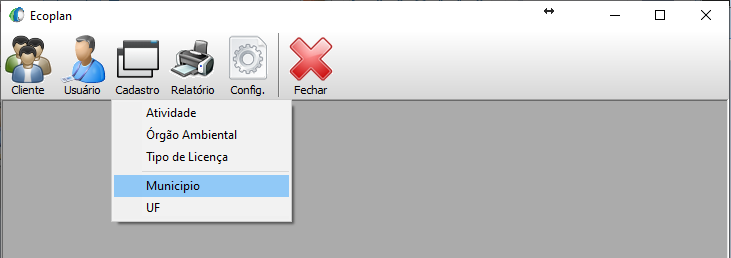 Ecoplan
Cliente Usuário Cadastro Relatório Config. Fechar
Atividade
Órgão Ambiental
Tipo de Licença
Municipio
UF